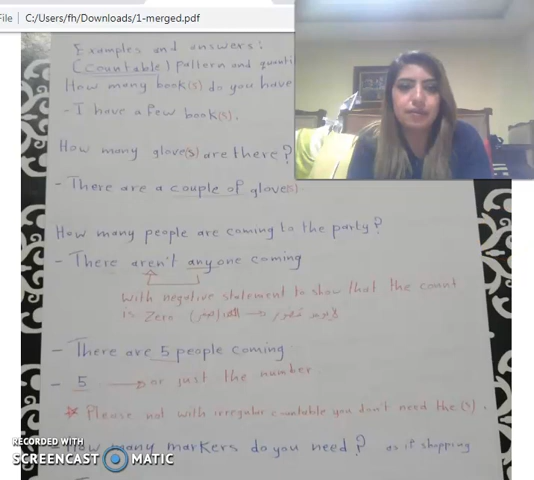 File | C:/Users/fh/Downloads/1-merged.pdf
Examples and answers:
(countable) pattern and quanti
How many book(s) do you have
- I have a few book(s).
How many glove(s) are there?
- There are a couple of glove(s)
How many people are coming to the party?
- There aren't anyone coming
With negative statement to show that the count
is Zero
- There are 5 people coming
- 5 → or just the number
* Please not with irregular countable you don't need the (s).
- How many markers do you need? as if shopping
RECORDED WITH
SCREENCAST MATIC